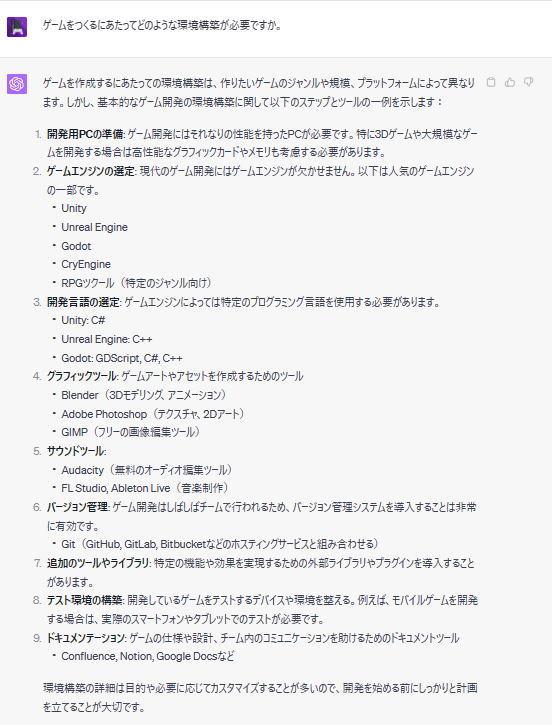 ゲームをつくるにあたってどのような環境構築が必要ですか。
ゲームを作成するにあたっての環境構築は、作りたいゲームのジャンルや規模、プラットフォームによって異なり
ます。しかし、基本的なゲーム開発の環境構築に関して以下のステップとツールの一例を示します：
1. 開発用PCの準備: ゲーム開発にはそれなりの性能を持ったPCが必要です。特に3Dゲームや大規模なゲー
ムを開発する場合は高性能なグラフィックカードやメモリも考慮する必要があります。
2. ゲームエンジンの選定: 現代のゲーム開発にはゲームエンジンが欠かせません。以下は人気のゲームエンジン
の一部です。
・ Unity
・ Unreal Engine
・ Godot
・ CryEngine
・ RPGツクール（特定のジャンル向け）
3. 開発言語の選定: ゲームエンジンによっては特定のプログラミング言語を使用する必要があります。
・ Unity: C#
・ Unreal Engine: C++
・ Godot: GDScript, C#, C++
4. グラフィックツール: ゲームアートやアセットを作成するためのツール
・ Blender（3Dモデリング、アニメーション）
・ Adobe Photoshop（テクスチャ、2Dアート）
・ GIMP（フリーの画像編集ツール）
5. サウンドツール:
・ Audacity（無料のオーディオ編集ツール）
・ FL Studio, Ableton Live（音楽制作）
6. バージョン管理: ゲーム開発はしばしばチームで行われるため、バージョン管理システムを導入することは非常
に有効です。
・ Git（GitHub, GitLab, Bitbucketなどのホスティングサービスと組み合わせる）
7. 追加のツールやライブラリ: 特定の機能や効果を実現するための外部ライブラリやプラグインを導入すること
があります。
8. テスト環境の構築: 開発しているゲームをテストするデバイスや環境を整える。例えば、モバイルゲームを開発
する場合は、実際のスマートフォンやタブレットでのテストが必要です。
9. ドキュメンテーション: ゲームの仕様や設計、チーム内のコミュニケーションを助けるためのドキュメントツール
・ Confluence, Notion, Google Docsなど
環境構築の詳細は目的や必要に応じてカスタマイズすることが多いので、開発を始める前にしっかりと計画
を立てることが大切です。